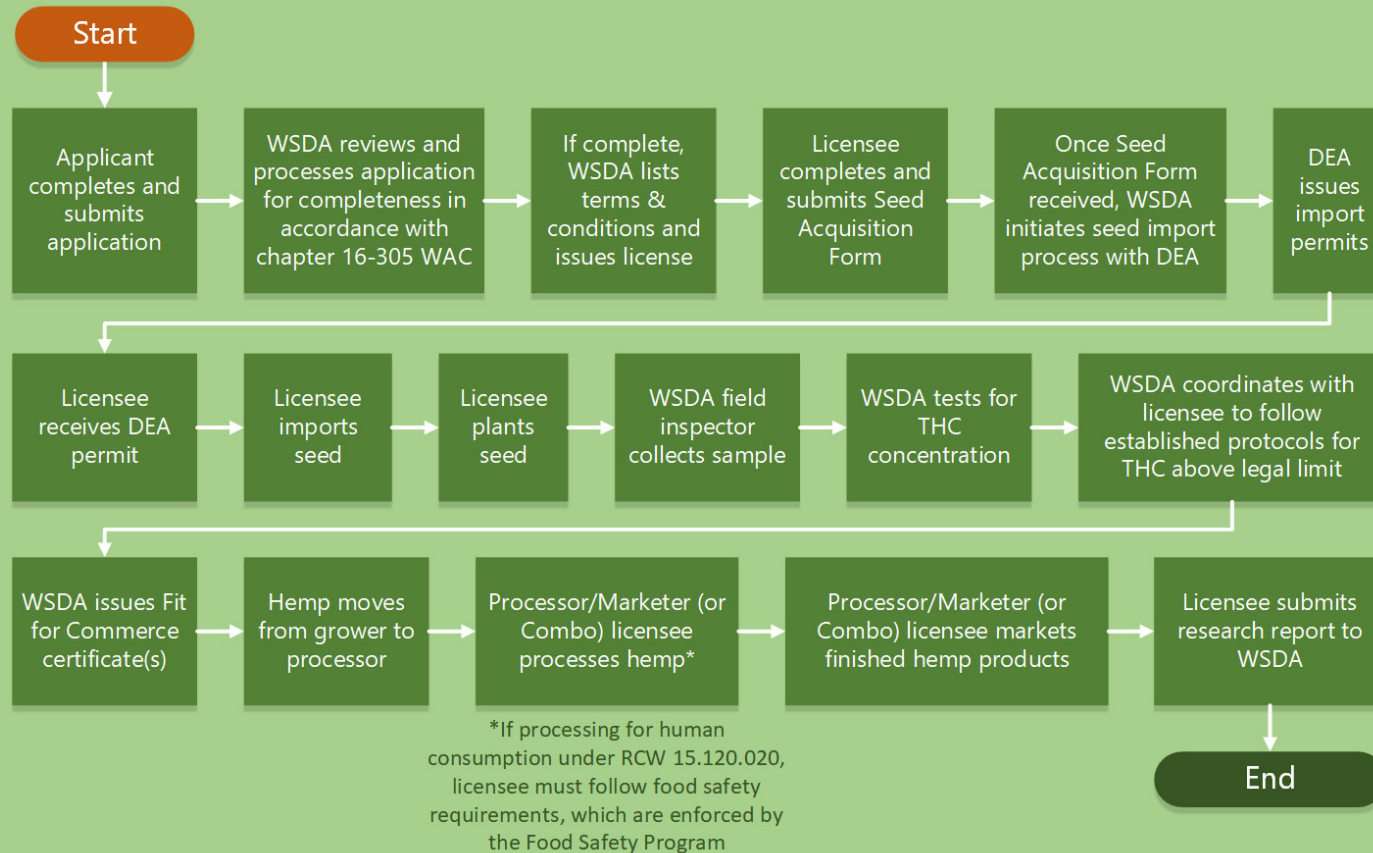 Start
Applicant
completes and
submits
application
WSDA reviews and
processes application
for completeness in
accordance with
chapter 16-305 WAC
If complete,
WSDA lists
terms &
conditions and
issues license
Licensee
completes and
submits Seed
Acquisition
Form
Once Seed
Acquisition Form
received, WSDA
initiates seed import
process with DEA
DEA
issues
import
permits
Licensee
receives DEA
permit
Licensee
imports
seed
Licensee
plants
seed
WSDA field
inspector
collects sample
WSDA tests for
THC
concentration
WSDA coordinates with
licensee to follow
established protocols for
THC above legal limit
WSDA issues Fit
for Commerce
certificate(s)
Hemp moves
from grower to
processor
Processor/Marketer (or
Combo) licensee
processes hemp*
Processor/Marketer (or
Combo) licensee markets
finished hemp products
Licensee submits
research report to
WSDA
*If processing for human
consumption under RCW 15.120.020,
licensee must follow food safety
requirements, which are enforced by
the Food Safety Program
End